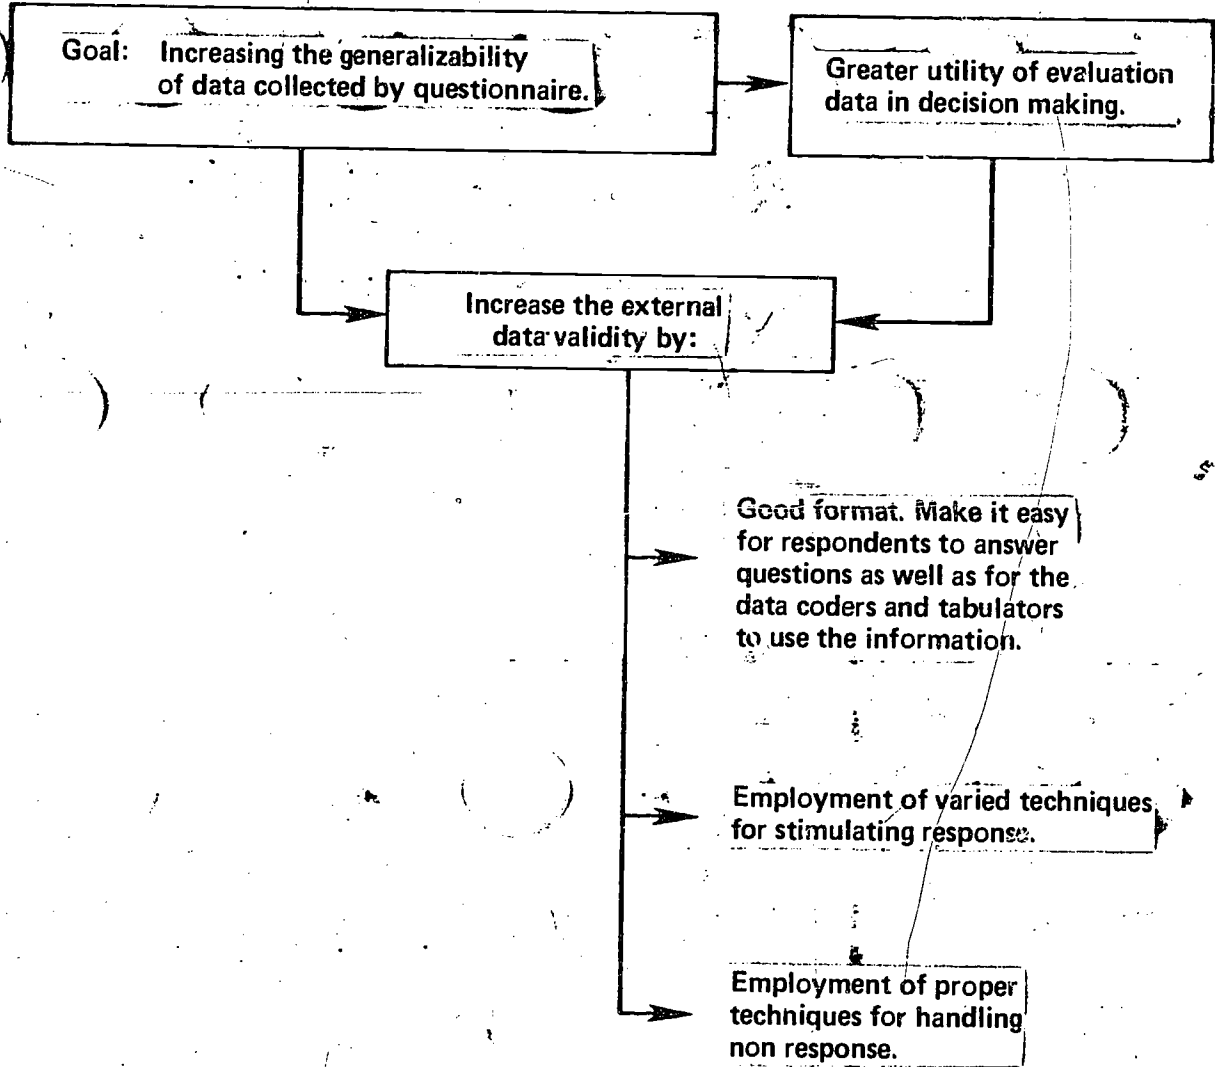 Goal: Increasing the generalizability
of data collected by questionnaire.
Greater utility of evaluation
data in decision making.
Increase the external
data validity by:
Good format. Make it easy
for respondents to answer
questions as well as for the
data coders and tabulators
to use the information.
Employment of varied techniques
for stimulating response.
Employment of proper
techniques for handling
non response.